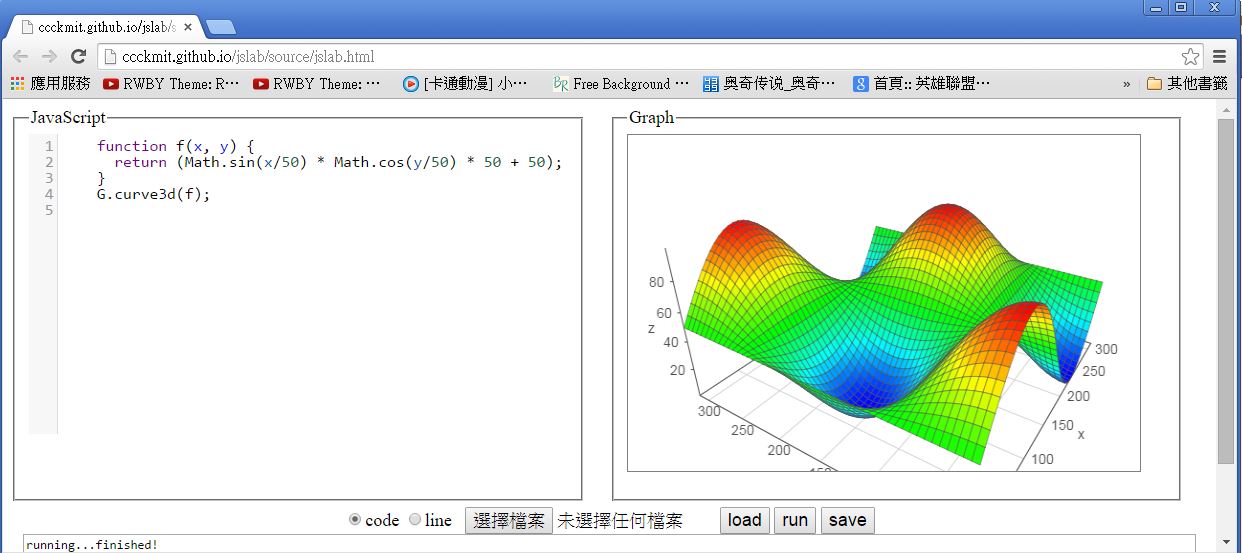 ccckmit.github.io/jslab/s
ccckmit.github.io/jslab/source/jslab.html
應用服務 RWBY Theme: R⋯ RWBY Theme: ⋯ [卡通動漫] 小⋯ BR Free Background ⋯ 奥奇传说_奥奇⋯ 首頁:: 英雄聯盟⋯ » 其他書籤
JavaScript
1 function f(x, y) {
2 return (Math.sin(x/50) * Math.cos(y/50) * 50 + 50);
3 }
4 G.curve3d(f);
5
Graph
80
60
z
40
20
300
250
200
150
300
250
200
150
x
100
code line 選擇檔案 未選擇任何檔案 load run save
running...finished!